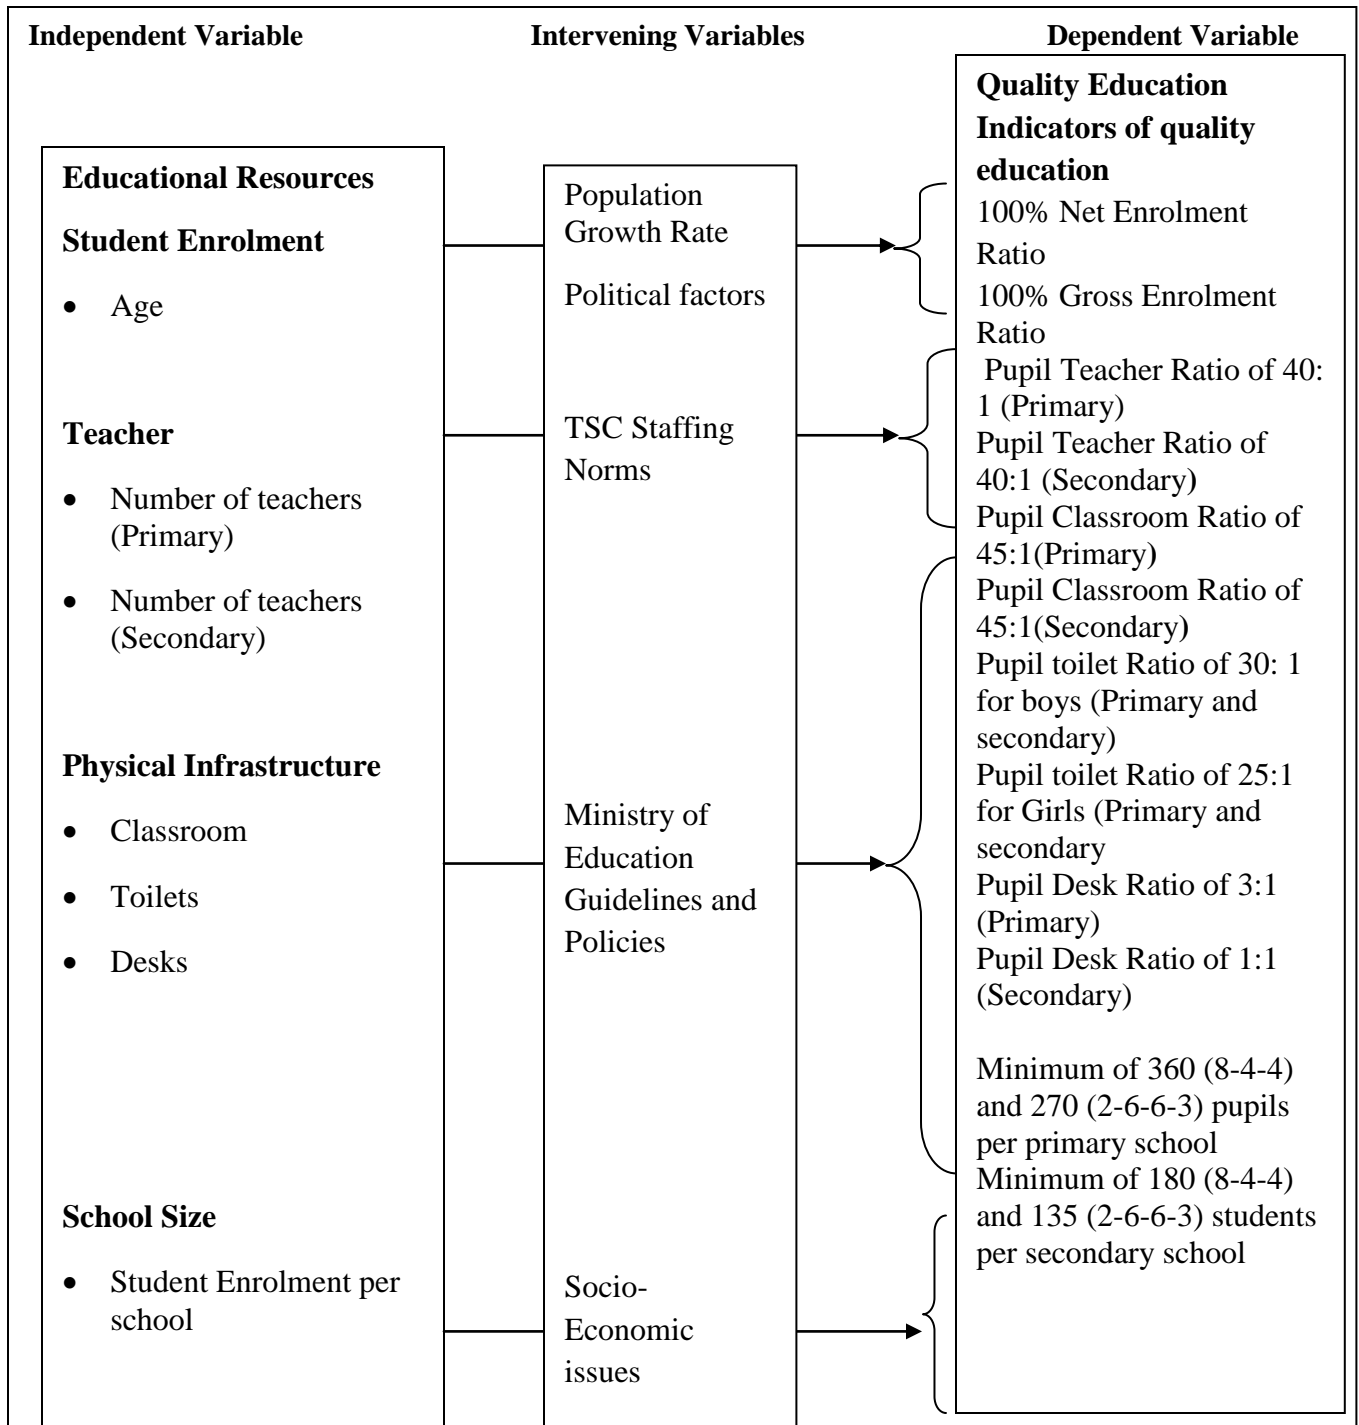 Independent Variable
Intervening Variables
Dependent Variable
Educational Resources
Student Enrolment
• Age
Teacher
• Number of teachers
(Primary)
• Number of teachers
(Secondary)
Physical Infrastructure
• Classroom
• Toilets
• Desks
School Size
• Student Enrolment per
school
Population
Growth Rate
Political factors
TSC Staffing
Norms
Ministry of
Education
Guidelines and
Policies
Socio-
Economic
issues
Quality Education
Indicators of quality
education
100% Net Enrolment
Ratio
100% Gross Enrolment
Ratio
Pupil Teacher Ratio of 40:
1 (Primary)
Pupil Teacher Ratio of
40:1 (Secondary)
Pupil Classroom Ratio of
45:1(Primary)
Pupil Classroom Ratio of
45:1(Secondary)
Pupil toilet Ratio of 30: 1
for boys (Primary and
secondary)
Pupil toilet Ratio of 25:1
for Girls (Primary and
secondary
Pupil Desk Ratio of 3:1
(Primary)
Pupil Desk Ratio of 1:1
(Secondary)
Minimum of 360 (8-4-4)
and 270 (2-6-6-3) pupils
per primary school
Minimum of 180 (8-4-4)
and 135 (2-6-6-3) students
per secondary school